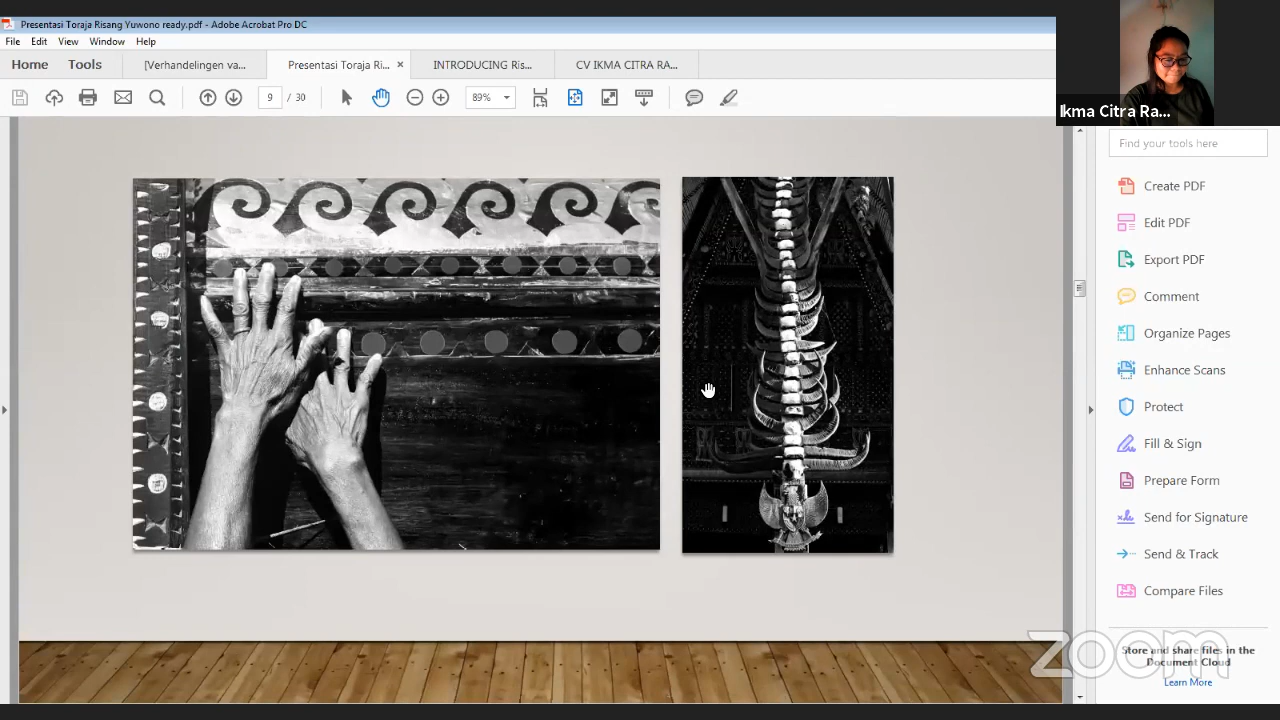 Presentasi Toraja Risang Yuwono ready.pdf - Adobe Acrobat Pro DC
File Edit View Window Help
Home Tools [Verhandelingen va... Presentasi Toraja Ri... × INTRODUCING Ris... CV IKMA CITRA RA...
9 / 30 89%
Ikma Citra Ra...
Find your tools here
Create PDF
Edit PDF
Export PDF
Comment
Organize Pages
Enhance Scans
Protect
Fill & Sign
Prepare Form
Send for Signature
Send & Track
Compare Files
zoom
Store and share files in the
Document Cloud
Learn More